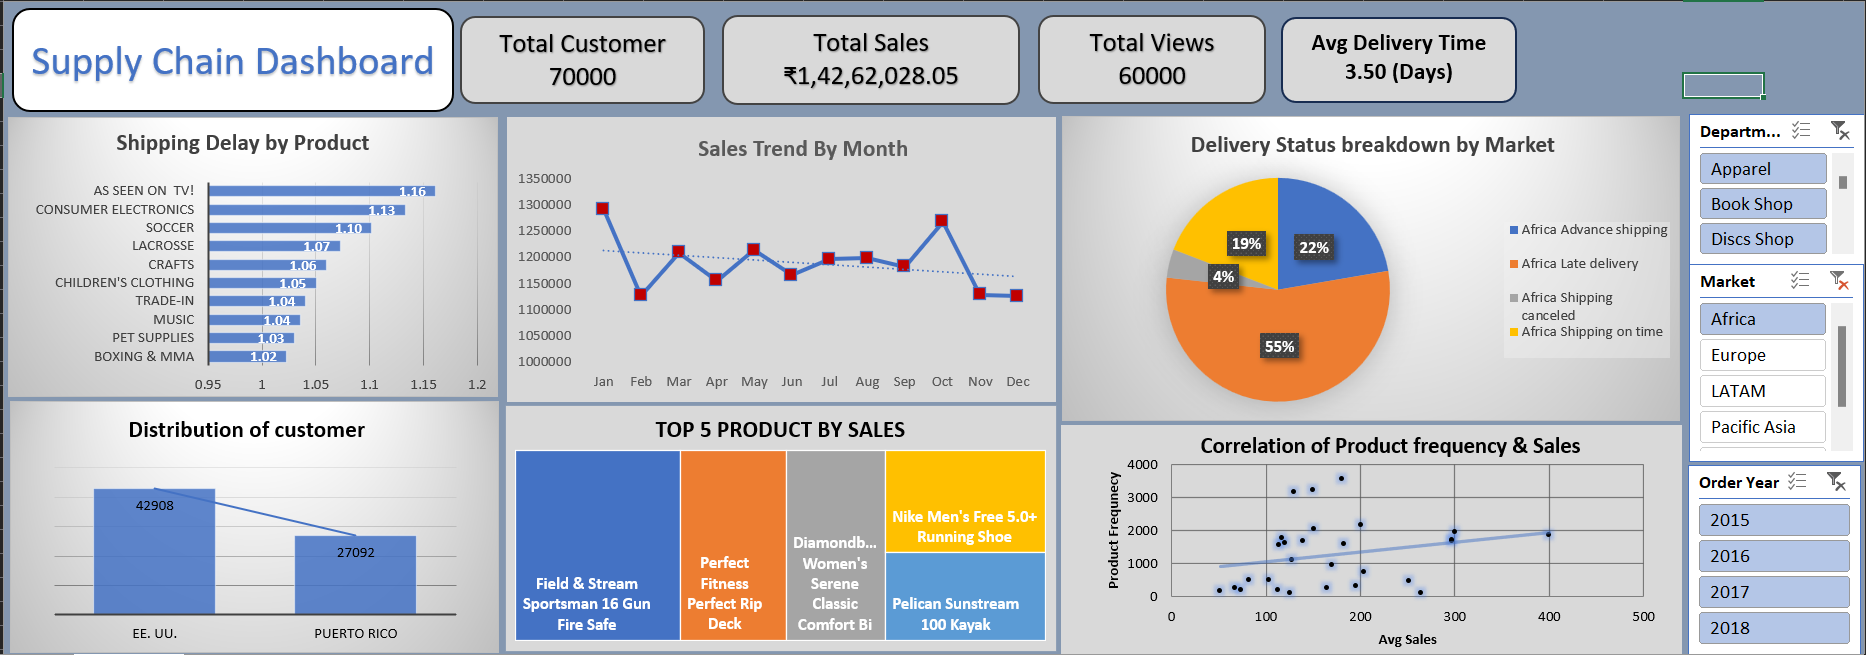 Supply Chain Dashboard
Total Customer
70000
Total Sales
₹1,42,62,028.05
Total Views
60000
Avg Delivery Time
3.50 (Days)
Shipping Delay by Product
AS SEEN ON  TV!
1.16
CONSUMER ELECTRONICS
1.13
SOCCER
1.10
LACROSSE
1.07
CRAFTS
1.06
CHILDREN'S CLOTHING
1.05
TRADE-IN
1.04
MUSIC
1.04
PET SUPPLIES
1.03
BOXING & MMA
1.02
0.95 1 1.05 1.1 1.15 1.2
Sales Trend By Month
1350000
1300000
1250000
1200000
1150000
1100000
1050000
1000000
Jan Feb Mar Apr May Jun Jul Aug Sep Oct Nov Dec
Delivery Status breakdown by Market
19%
22%
4%
55%
Africa Advance shipping
Africa Late delivery
Africa Shipping
canceled
Africa Shipping on time
Departm...
Apparel
Book Shop
Discs Shop
Market
Africa
Europe
LATAM
Pacific Asia
Order Year
2015
2016
2017
2018
Distribution of customer
42908
27092
EE. UU. PUERTO RICO
TOP 5 PRODUCT BY SALES
Field & Stream
Sportsman 16 Gun
Fire Safe
Perfect
Fitness
Perfect Rip
Deck
Diamondb...
Women's
Serene
Classic
Comfort Bi
Nike Men's Free 5.0+
Running Shoe
Pelican Sunstream
100 Kayak
Correlation of Product frequency & Sales
Product Frequnecy
4000
3000
2000
1000
0
0 100 200 300 400 500
Avg Sales